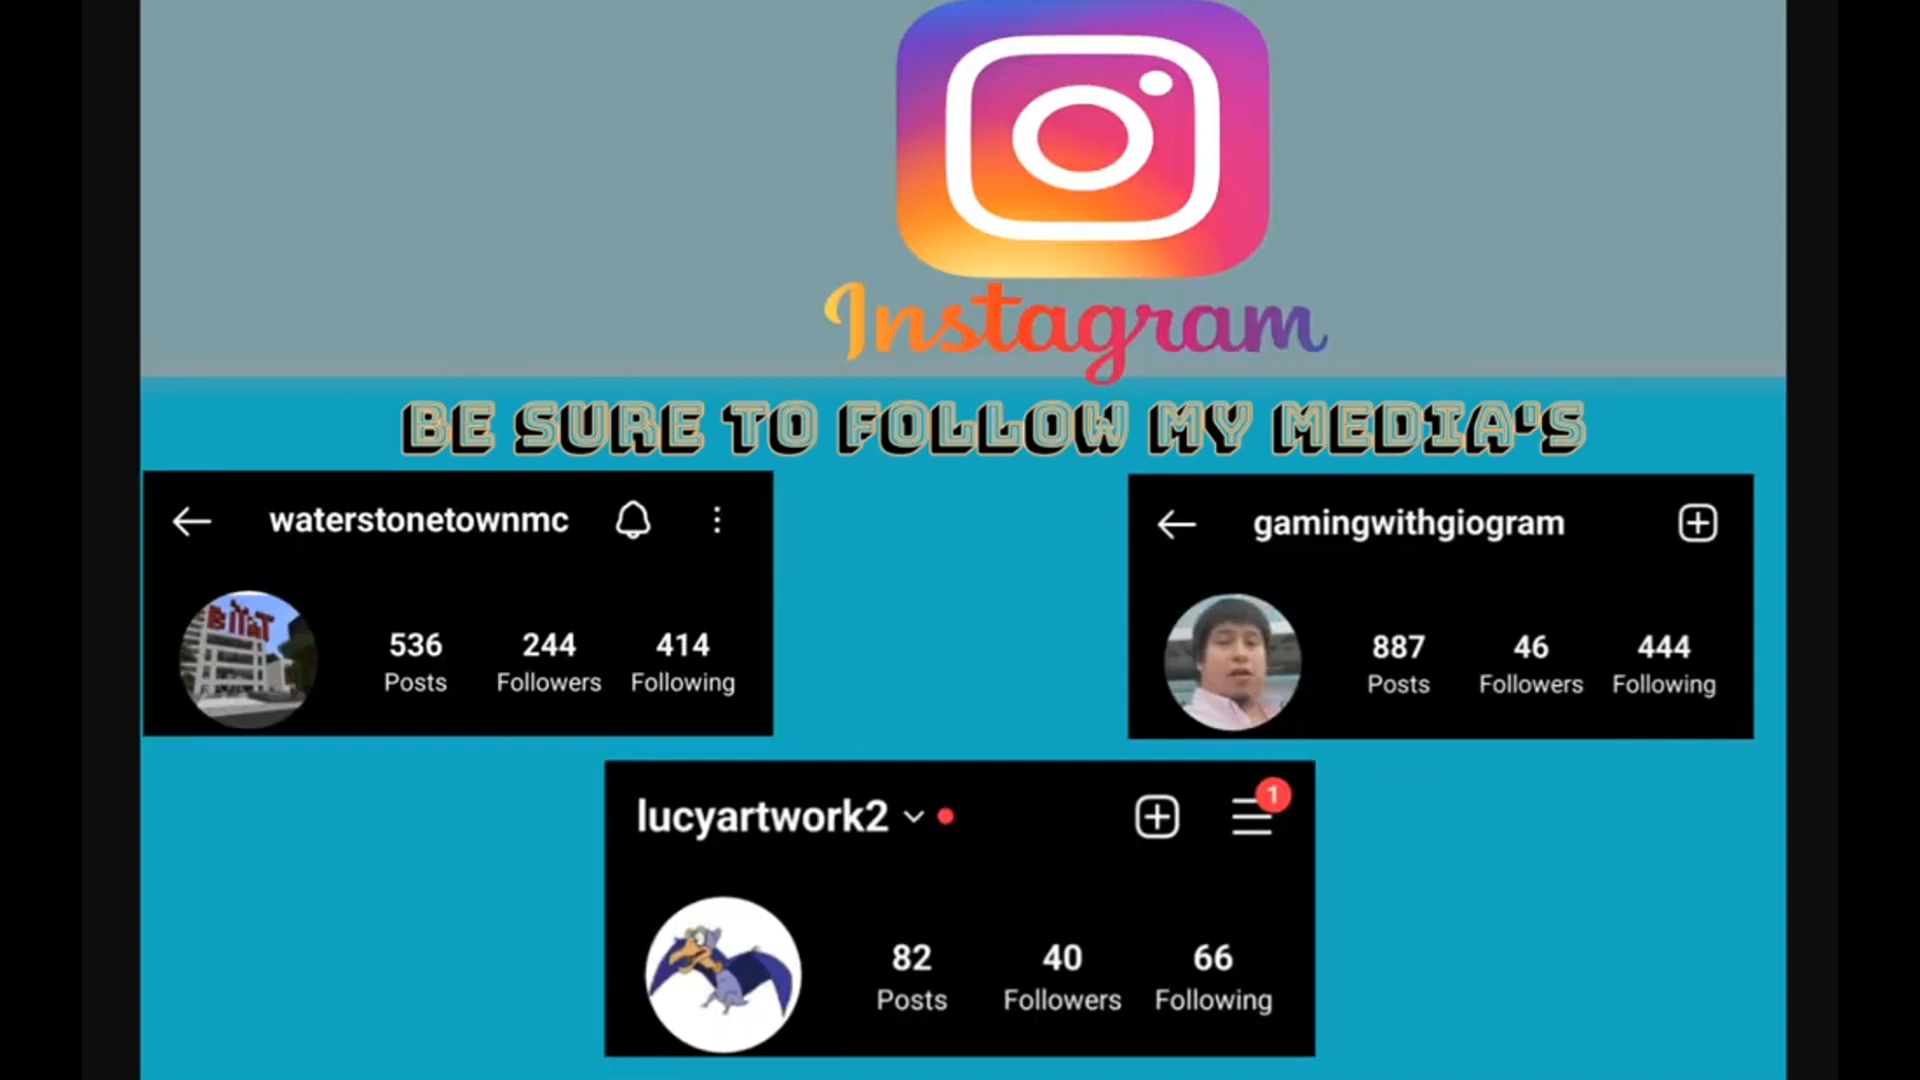 Instagram
BE SURE TO FOLLOW MY MEDIA'S
waterstonetownmc
536 244 414
Posts Followers Following
gamingwithgiogram
887 46 444
Posts Followers Following
lucyartwork2
1
82 40 66
Posts Followers Following